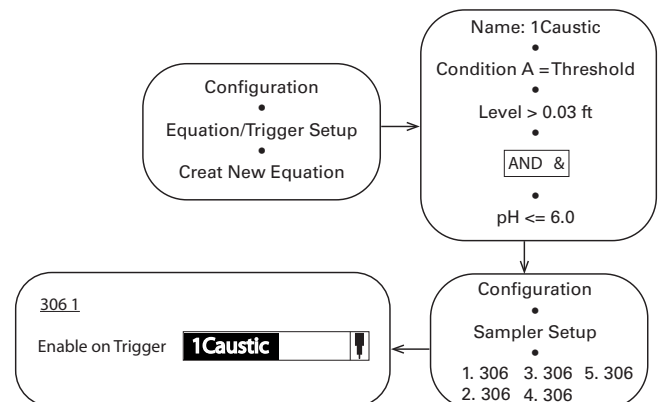 Configuration
•
Equation/Trigger Setup
•
Creat New Equation
Name: 1Caustic
•
Condition A = Threshold
•
Level > 0.03 ft
•
AND &
•
pH <= 6.0
Configuration
•
Sampler Setup
•
1. 306 3. 306 5. 306
2. 306 4. 306
306 1
Enable on Trigger 1Caustic